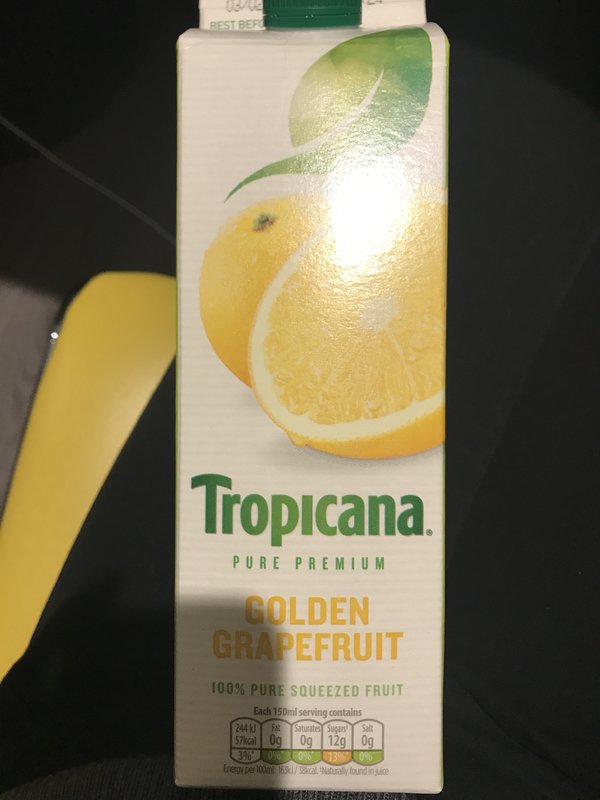 BEST BEFO
Tropicana®
PURE PREMIUM
GOLDEN
GRAPEFRUIT
100% PURE SQUEEZED FRUIT
Each 150ml serving contains
244 kJ Fat Saturates Sugars† Salt
57kcal 0g 0g 12g 0g
3%* 0%* 0%* 13%* 0%*
Energy per 100ml: 163kJ / 38kcal. †Naturally found in juice